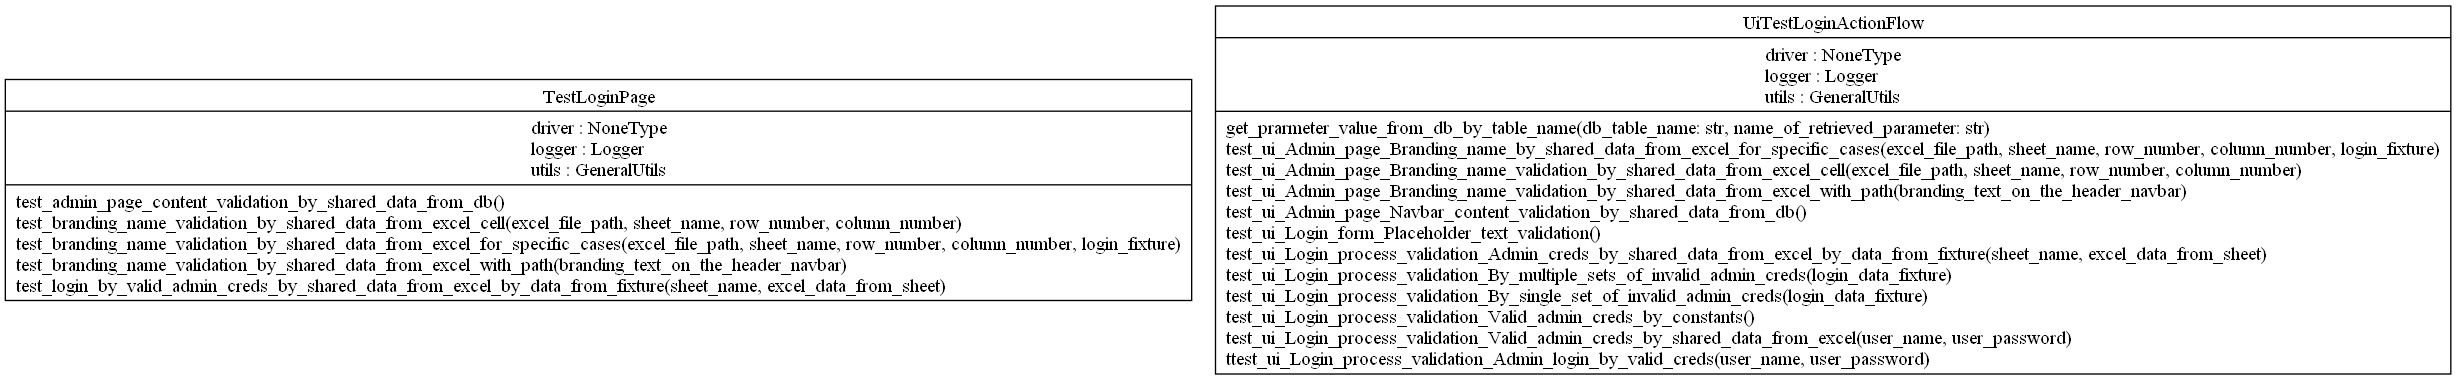 TestLoginPage
driver : NoneType
logger : Logger
utils : GeneralUtils
test_admin_page_content_validation_by_shared_data_from_db()
test_branding_name_validation_by_shared_data_from_excel_cell(excel_file_path, sheet_name, row_number, column_number)
test_branding_name_validation_by_shared_data_from_excel_for_specific_cases(excel_file_path, sheet_name, row_number, column_number, login_fixture)
test_branding_name_validation_by_shared_data_from_excel_with_path(branding_text_on_the_header_navbar)
test_login_by_valid_admin_creds_by_shared_data_from_excel_by_data_from_fixture(sheet_name, excel_data_from_sheet)
UiTestLoginActionFlow
driver : NoneType
logger : Logger
utils : GeneralUtils
get_prarmeter_value_from_db_by_table_name(db_table_name: str, name_of_retrieved_parameter: str)
test_ui_Admin_page_Branding_name_by_shared_data_from_excel_for_specific_cases(excel_file_path, sheet_name, row_number, column_number, login_fixture)
test_ui_Admin_page_Branding_name_validation_by_shared_data_from_excel_cell(excel_file_path, sheet_name, row_number, column_number)
test_ui_Admin_page_Branding_name_validation_by_shared_data_from_excel_with_path(branding_text_on_the_header_navbar)
test_ui_Admin_page_Navbar_content_validation_by_shared_data_from_db()
test_ui_Login_form_Placeholder_text_validation()
test_ui_Login_process_validation_Admin_creds_by_shared_data_from_excel_by_data_from_fixture(sheet_name, excel_data_from_sheet)
test_ui_Login_process_validation_By_multiple_sets_of_invalid_admin_creds(login_data_fixture)
test_ui_Login_process_validation_By_single_set_of_invalid_admin_creds(login_data_fixture)
test_ui_Login_process_validation_Valid_admin_creds_by_constants()
test_ui_Login_process_validation_Valid_admin_creds_by_shared_data_from_excel(user_name, user_password)
ttest_ui_Login_process_validation_Admin_login_by_valid_creds(user_name, user_password)